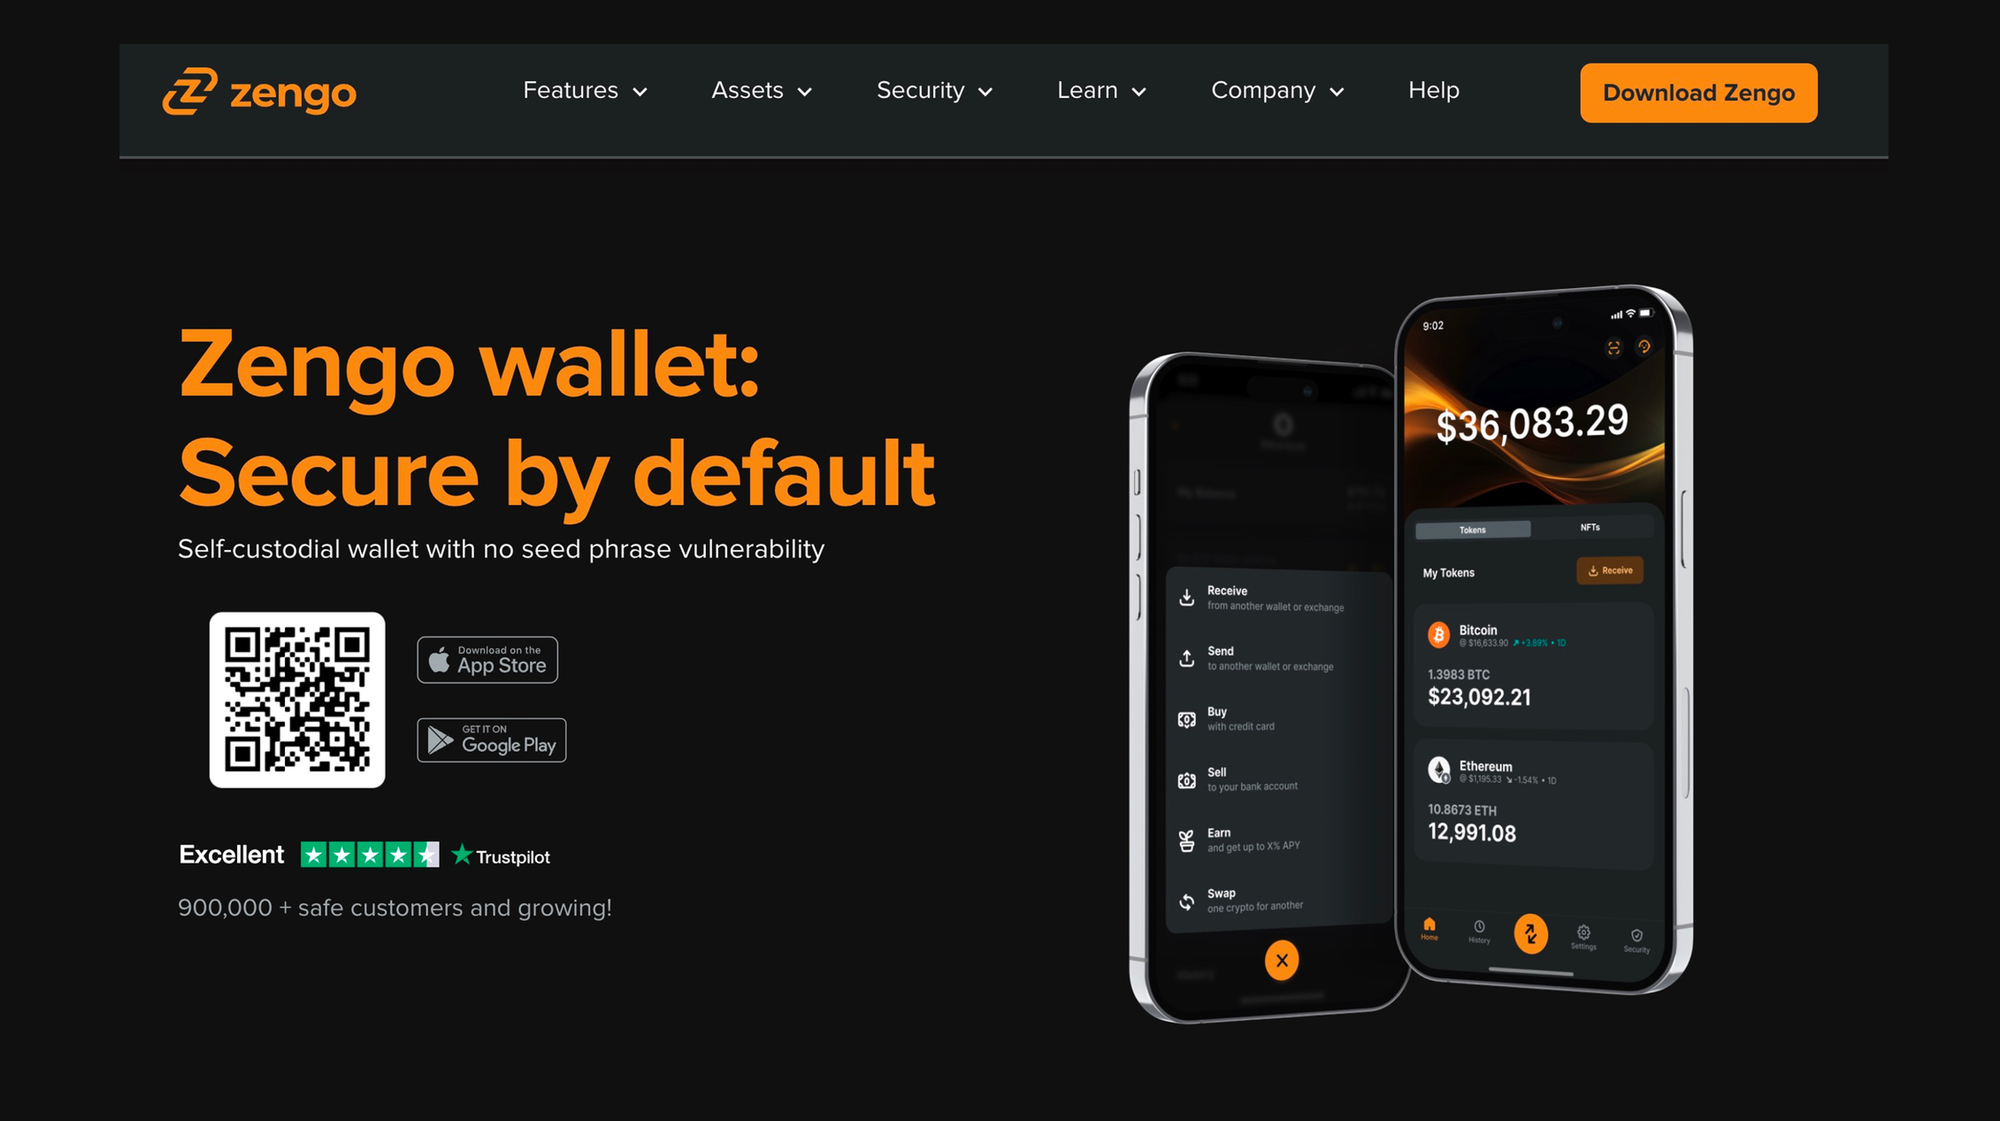 zengo
Features
Assets
Security
Learn
Company
Help
Download Zengo
Zengo wallet:
Secure by default
Self-custodial wallet with no seed phrase vulnerability
Download on the
App Store
GET IT ON
Google Play
Excellent
Trustpilot
900,000 + safe customers and growing!
Receive
from another wallet or exchange
Send
to another wallet or exchange
Buy
with credit card
Sell
to your bank account
Earn
and get up to X% APY
Swap
one crypto for another
9:02
$36,083.29
Tokens
NFTs
My Tokens
Receive
Bitcoin
@ $16,633.90 +3.89% • 1D
1.3983 BTC
$23,092.21
Ethereum
@ $1,195.33 -1.54% • 1D
10.8673 ETH
12,991.08
Home
History
Settings
Security